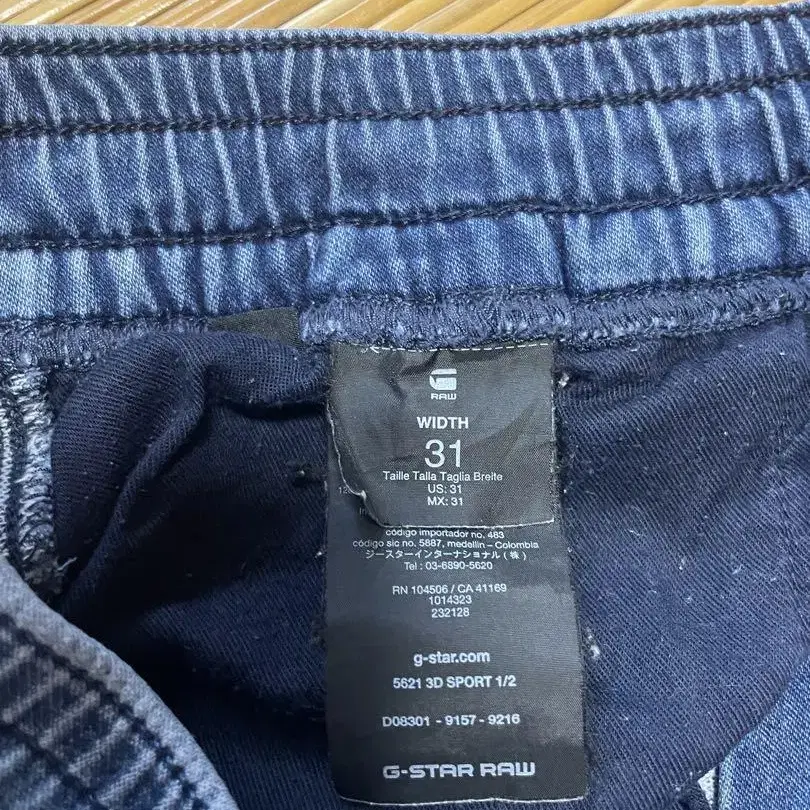 RAW
WIDTH
31
Taille Talla Taglia Breite
US: 31
MX: 31
código importador no. 483
código sic no. 5887, medellin – Colombia
ジースターインターナショナル（株）
Tel : 03-6890-5620
RN 104506 / CA 41169
1014323
232128
g-star.com
5621 3D SPORT 1/2
D08301 - 9157 - 9216
G-STAR RAW